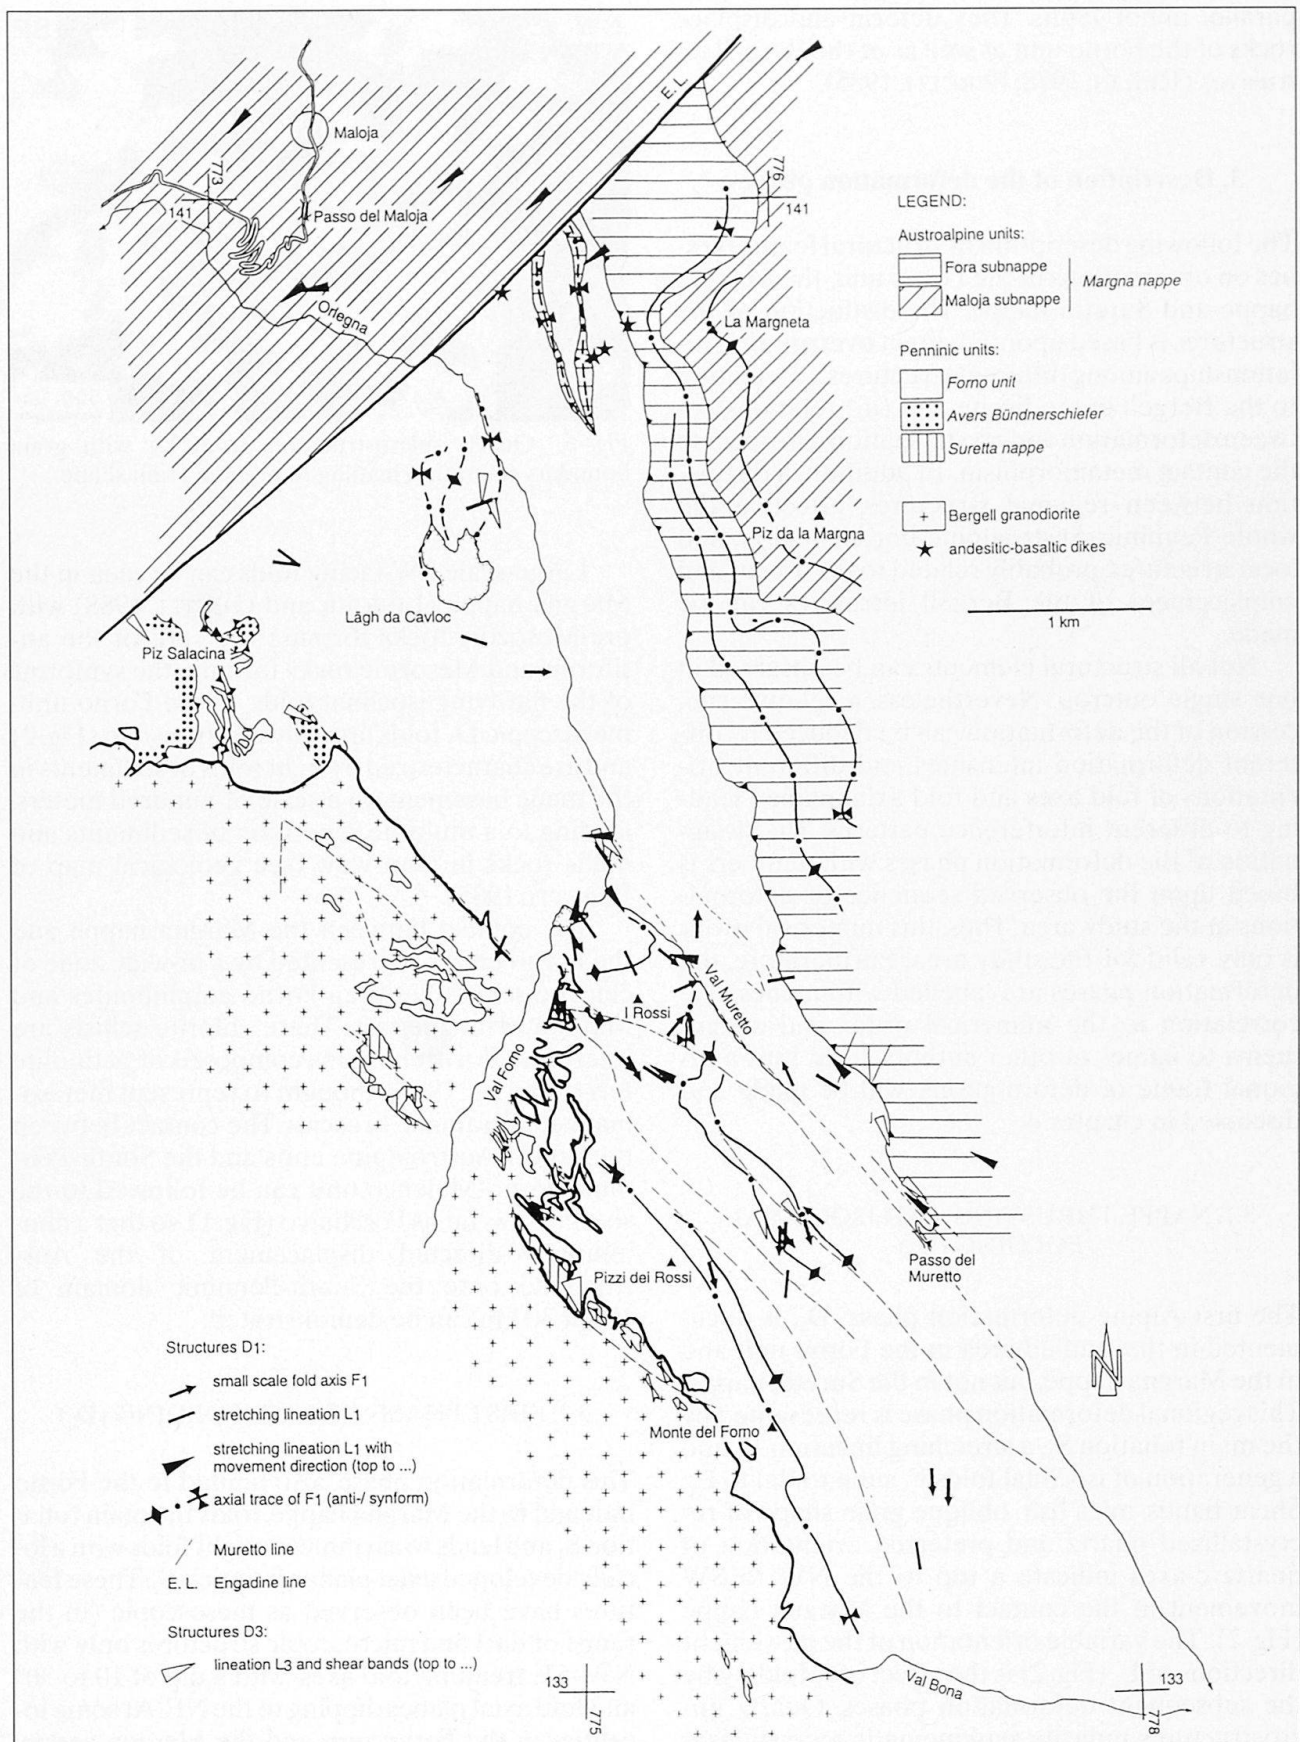 E. L.
Maloja
773
141
Passo del Maloja
Orlegna
776
141
La Margneta
Piz da la Margna
LEGEND:
Austroalpine units:
Fora subnappe
Maloja subnappe
Margna nappe
Penninic units:
Forno unit
Avers Bündnerschiefer
Suretta nappe
+ Bergell granodiorite
andesitic-basaltic dikes
1 km
Lägh da Cavloc
Piz Salacina
I Rossi
Val Muretto
Val Forno
Passo del
Muretto
Pizzi dei Rossi
N
Monte del Forno
Structures D1:
small scale fold axis F1
stretching lineation L1
stretching lineation L1 with
movement direction (top to ...)
axial trace of F1 (anti-/ synform)
Muretto line
E. L. Engadine line
Structures D3:
lineation L3 and shear bands (top to ...)
133
775
Val Bona
133
778